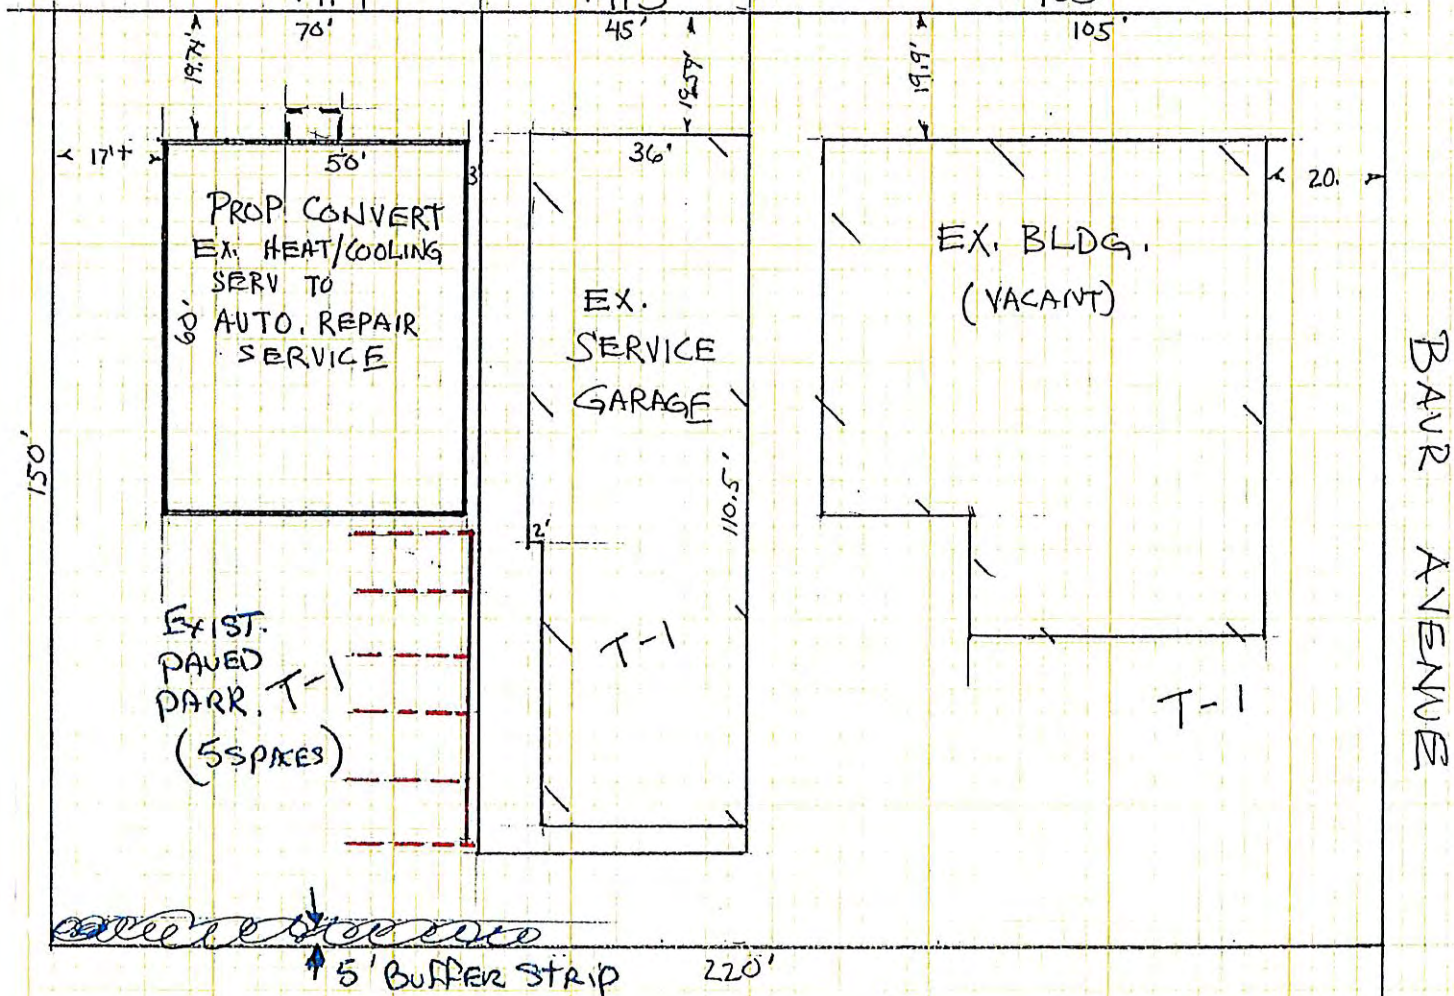 70'
45'
105'
19.74'
19.59'
19.9'
17'±
50'
3'
36'
20.
PROP. CONVERT
EX. HEAT/COOLING
SERV TO
AUTO. REPAIR
SERVICE
60'
EX.
SERVICE
GARAGE
EX. BLDG.
(VACANT)
BAUR AVENUE
150'
110.5'
2'
EXIST.
PAVED
PARK. T-1
(5 SPACES)
T-1
T-1
5' BUFFER STRIP
220'